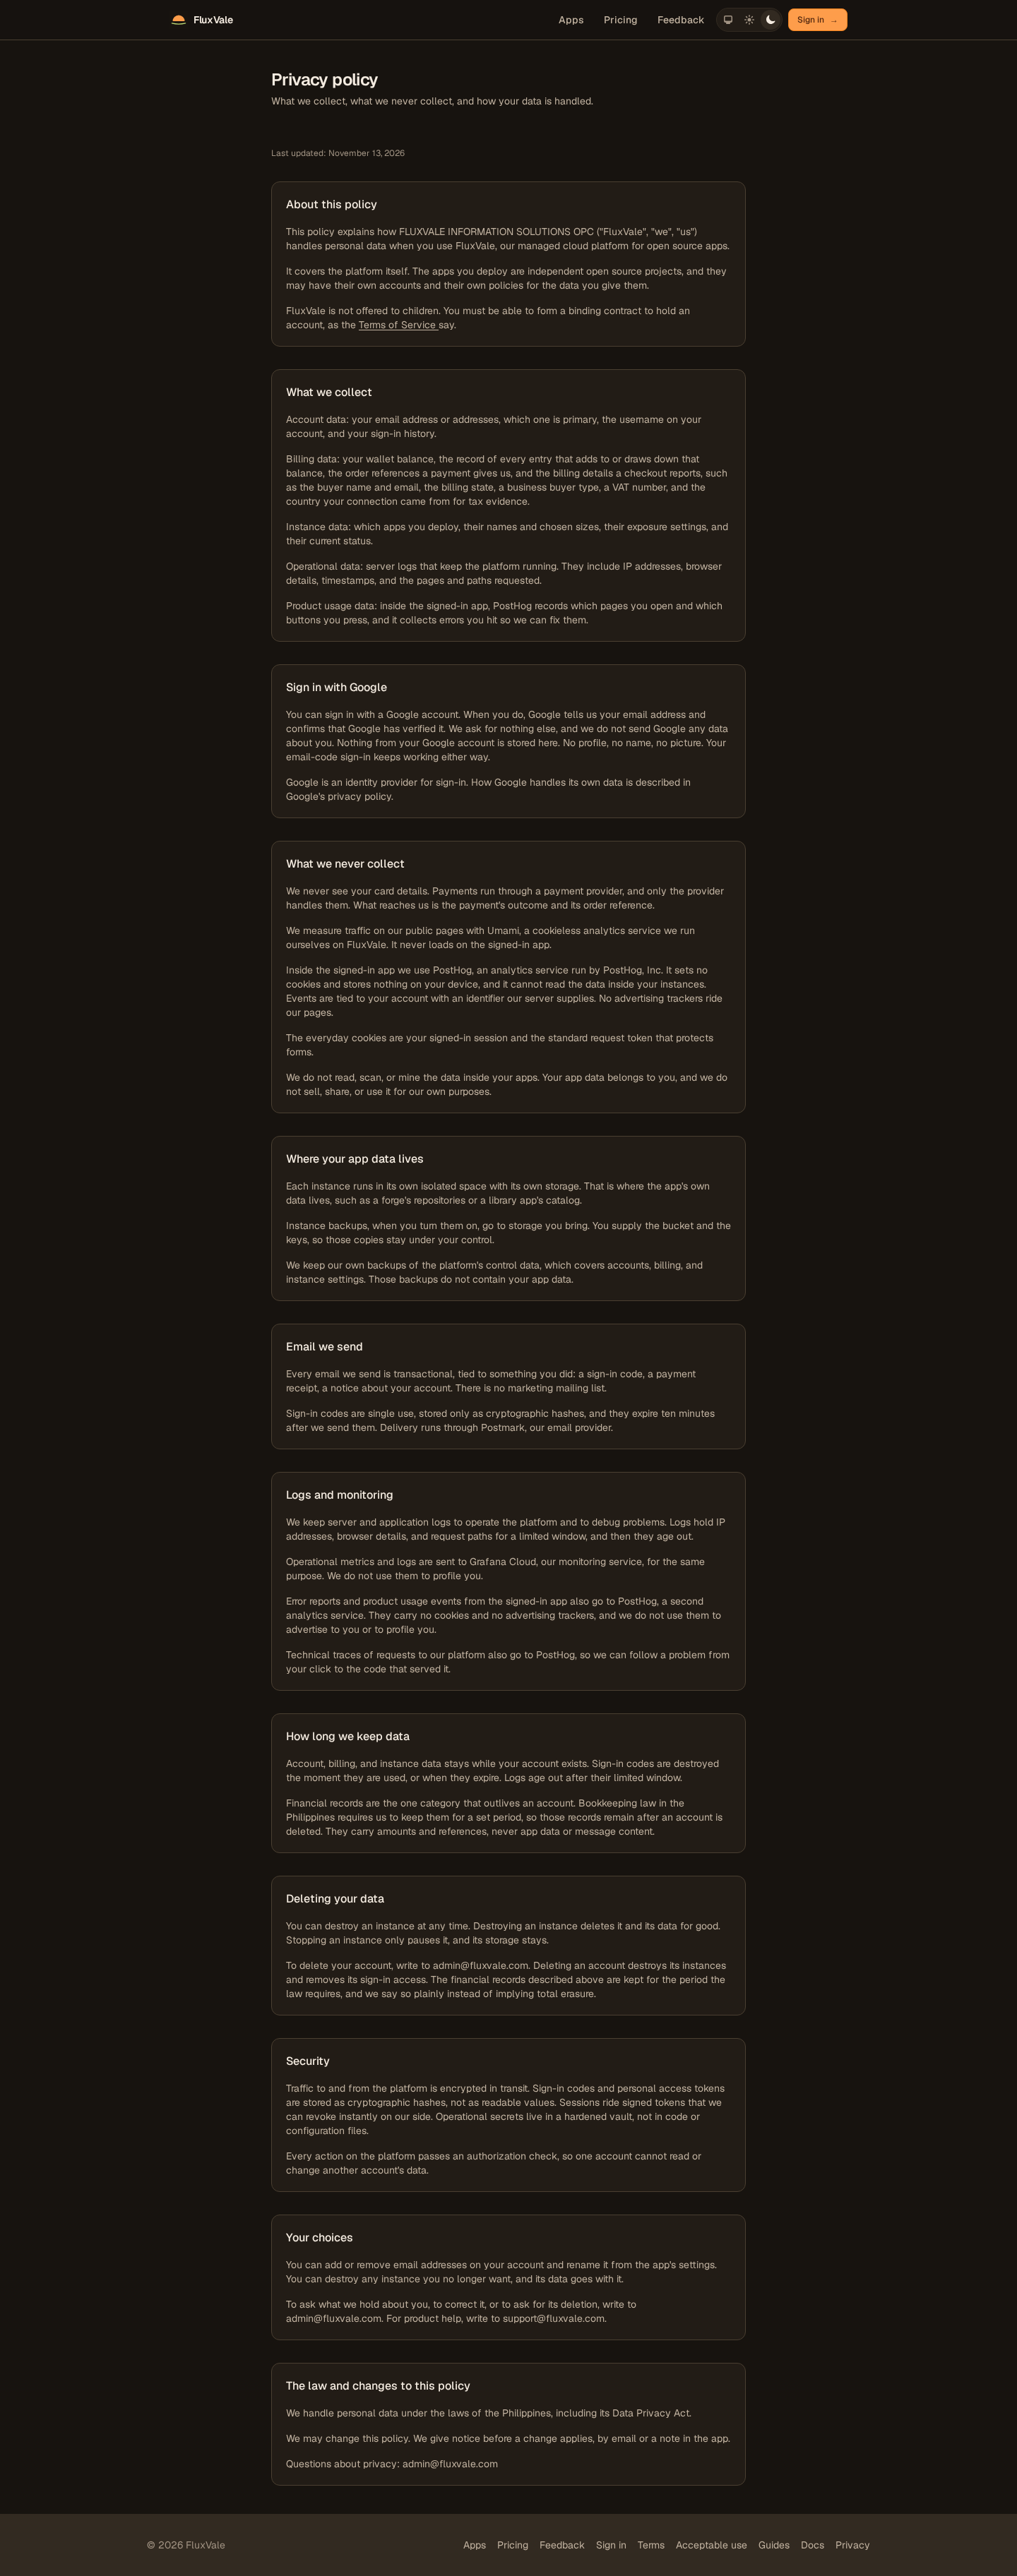 FluxVale
Apps Pricing Feedback Sign in →
Privacy policy
What we collect, what we never collect, and how your data is handled.
Last updated: November 13, 2026
About this policy
This policy explains how FLUXVALE INFORMATION SOLUTIONS OPC ("FluxVale", "we", "us")
handles personal data when you use FluxVale, our managed cloud platform for open source apps.
It covers the platform itself. The apps you deploy are independent open source projects, and they
may have their own accounts and their own policies for the data you give them.
FluxVale is not offered to children. You must be able to form a binding contract to hold an
account, as the Terms of Service say.
What we collect
Account data: your email address or addresses, which one is primary, the username on your
account, and your sign-in history.
Billing data: your wallet balance, the record of every entry that adds to or draws down that
balance, the order references a payment gives us, and the billing details a checkout reports, such
as the buyer name and email, the billing state, a business buyer type, a VAT number, and the
country your connection came from for tax evidence.
Instance data: which apps you deploy, their names and chosen sizes, their exposure settings, and
their current status.
Operational data: server logs that keep the platform running. They include IP addresses, browser
details, timestamps, and the pages and paths requested.
Product usage data: inside the signed-in app, PostHog records which pages you open and which
buttons you press, and it collects errors you hit so we can fix them.
Sign in with Google
You can sign in with a Google account. When you do, Google tells us your email address and
confirms that Google has verified it. We ask for nothing else, and we do not send Google any data
about you. Nothing from your Google account is stored here. No profile, no name, no picture. Your
email-code sign-in keeps working either way.
Google is an identity provider for sign-in. How Google handles its own data is described in
Google's privacy policy.
What we never collect
We never see your card details. Payments run through a payment provider, and only the provider
handles them. What reaches us is the payment's outcome and its order reference.
We measure traffic on our public pages with Umami, a cookieless analytics service we run
ourselves on FluxVale. It never loads on the signed-in app.
Inside the signed-in app we use PostHog, an analytics service run by PostHog, Inc. It sets no
cookies and stores nothing on your device, and it cannot read the data inside your instances.
Events are tied to your account with an identifier our server supplies. No advertising trackers ride
our pages.
The everyday cookies are your signed-in session and the standard request token that protects
forms.
We do not read, scan, or mine the data inside your apps. Your app data belongs to you, and we do
not sell, share, or use it for our own purposes.
Where your app data lives
Each instance runs in its own isolated space with its own storage. That is where the app's own
data lives, such as a forge's repositories or a library app's catalog.
Instance backups, when you turn them on, go to storage you bring. You supply the bucket and the
keys, so those copies stay under your control.
We keep our own backups of the platform's control data, which covers accounts, billing, and
instance settings. Those backups do not contain your app data.
Email we send
Every email we send is transactional, tied to something you did: a sign-in code, a payment
receipt, a notice about your account. There is no marketing mailing list.
Sign-in codes are single use, stored only as cryptographic hashes, and they expire ten minutes
after we send them. Delivery runs through Postmark, our email provider.
Logs and monitoring
We keep server and application logs to operate the platform and to debug problems. Logs hold IP
addresses, browser details, and request paths for a limited window, and then they age out.
Operational metrics and logs are sent to Grafana Cloud, our monitoring service, for the same
purpose. We do not use them to profile you.
Error reports and product usage events from the signed-in app also go to PostHog, a second
analytics service. They carry no cookies and no advertising trackers, and we do not use them to
advertise to you or to profile you.
Technical traces of requests to our platform also go to PostHog, so we can follow a problem from
your click to the code that served it.
How long we keep data
Account, billing, and instance data stays while your account exists. Sign-in codes are destroyed
the moment they are used, or when they expire. Logs age out after their limited window.
Financial records are the one category that outlives an account. Bookkeeping law in the
Philippines requires us to keep them for a set period, so those records remain after an account is
deleted. They carry amounts and references, never app data or message content.
Deleting your data
You can destroy an instance at any time. Destroying an instance deletes it and its data for good.
Stopping an instance only pauses it, and its storage stays.
To delete your account, write to admin@fluxvale.com. Deleting an account destroys its instances
and removes its sign-in access. The financial records described above are kept for the period the
law requires, and we say so plainly instead of implying total erasure.
Security
Traffic to and from the platform is encrypted in transit. Sign-in codes and personal access tokens
are stored as cryptographic hashes, not as readable values. Sessions ride signed tokens that we
can revoke instantly on our side. Operational secrets live in a hardened vault, not in code or
configuration files.
Every action on the platform passes an authorization check, so one account cannot read or
change another account's data.
Your choices
You can add or remove email addresses on your account and rename it from the app's settings.
You can destroy any instance you no longer want, and its data goes with it.
To ask what we hold about you, to correct it, or to ask for its deletion, write to
admin@fluxvale.com. For product help, write to support@fluxvale.com.
The law and changes to this policy
We handle personal data under the laws of the Philippines, including its Data Privacy Act.
We may change this policy. We give notice before a change applies, by email or a note in the app.
Questions about privacy: admin@fluxvale.com
© 2026 FluxVale
Apps Pricing Feedback Sign in Terms Acceptable use Guides Docs Privacy